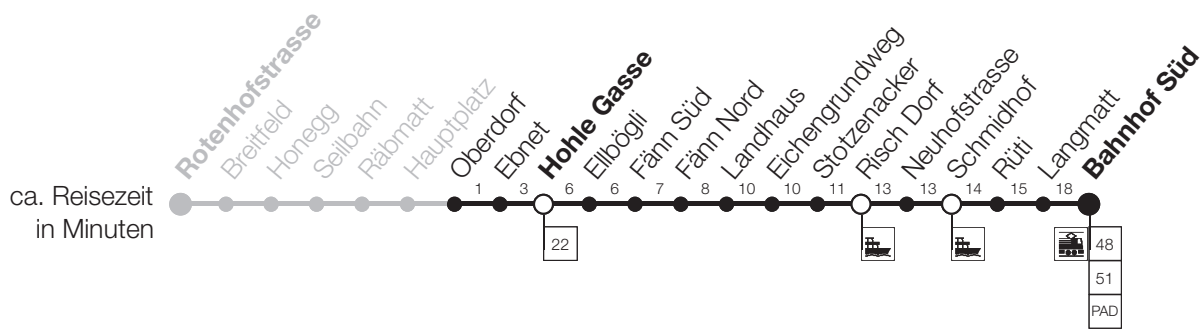 Rotenhofstrasse
Breitfeld
Honegg
Seilbahn
Räbmatt
Hauptplatz
Oberdorf
Ebnet
Hohle Gasse
Ellbögli
Fänn Süd
Fänn Nord
Landhaus
Eichengrundweg
Stotzenacker
Risch Dorf
Neuhofstrasse
Schmidhof
Rüti
Langmatt
Bahnhof Süd
ca. Reisezeit
in Minuten
1 3 6 6 7 8 10 10 11 13 13 14 15 18
22
48
51
PAD